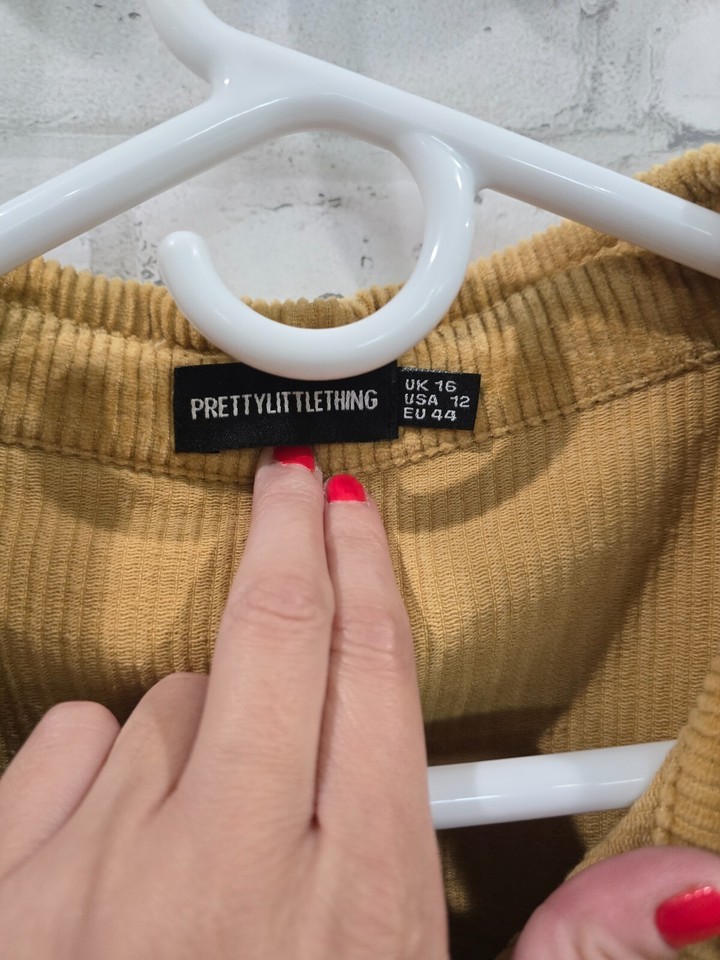 PRETTYLITTLETHING
UK 16
USA 12
EU 44